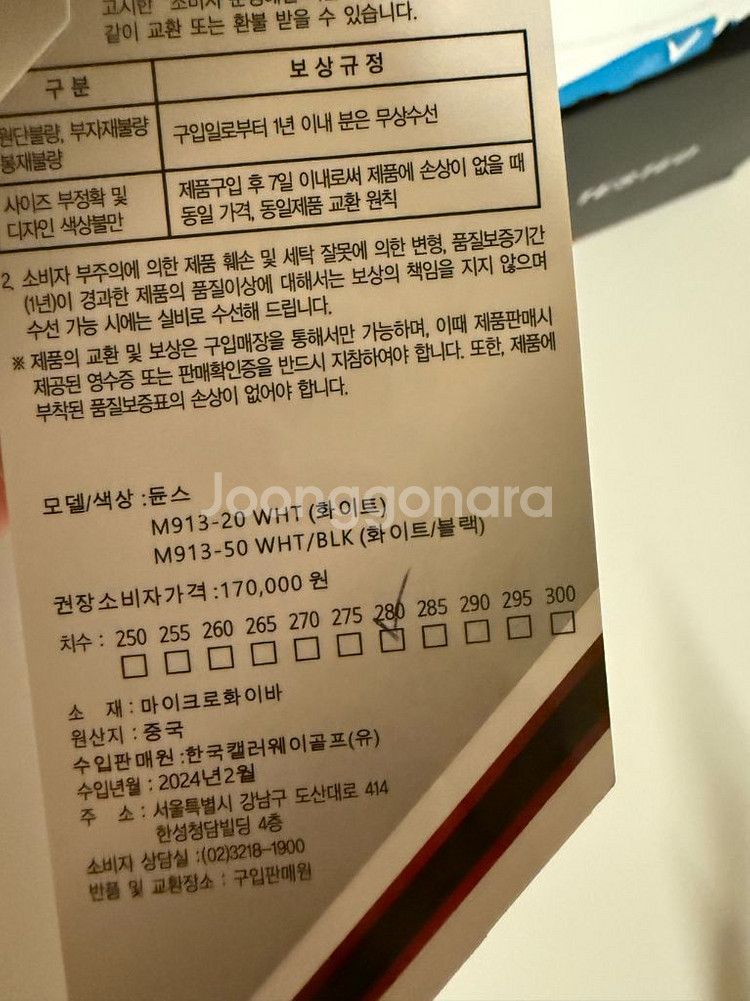 고시한 소비자
같이 교환 또는 환불 받을 수 있습니다.
구 분 보 상 규 정
원단불량, 부자재불량
봉재불량
구입일로부터 1년 이내 분은 무상수선
사이즈 부정확 및
디자인 색상불만
제품구입 후 7일 이내로써 제품에 손상이 없을 때
동일 가격, 동일제품 교환 원칙
2. 소비자 부주의에 의한 제품 훼손 및 세탁 잘못에 의한 변형, 품질보증기간
(1년)이 경과한 제품의 품질이상에 대해서는 보상의 책임을 지지 않으며
수선 가능 시에는 실비로 수선해 드립니다.
※ 제품의 교환 및 보상은 구입매장을 통해서만 가능하며, 이때 제품판매시
제공된 영수증 또는 판매확인증을 반드시 지참하여야 합니다. 또한, 제품에
부착된 품질보증표의 손상이 없어야 합니다.
Joonggonara
모델/색상 : 듄스
M913-20 WHT (화이트)
M913-50 WHT/BLK (화이트/블랙)
권장소비자가격 : 170,000 원
치수 : 250 255 260 265 270 275 280 285 290 295 300
소 재 : 마이크로화이바
원산지 : 중국
수입판매원 : 한국캘러웨이골프(유)
수입년월 : 2024년2월
주 소 : 서울특별시 강남구 도산대로 414
한성청담빌딩 4층
소비자 상담실 : (02)3218-1900
반품 및 교환장소 : 구입판매원